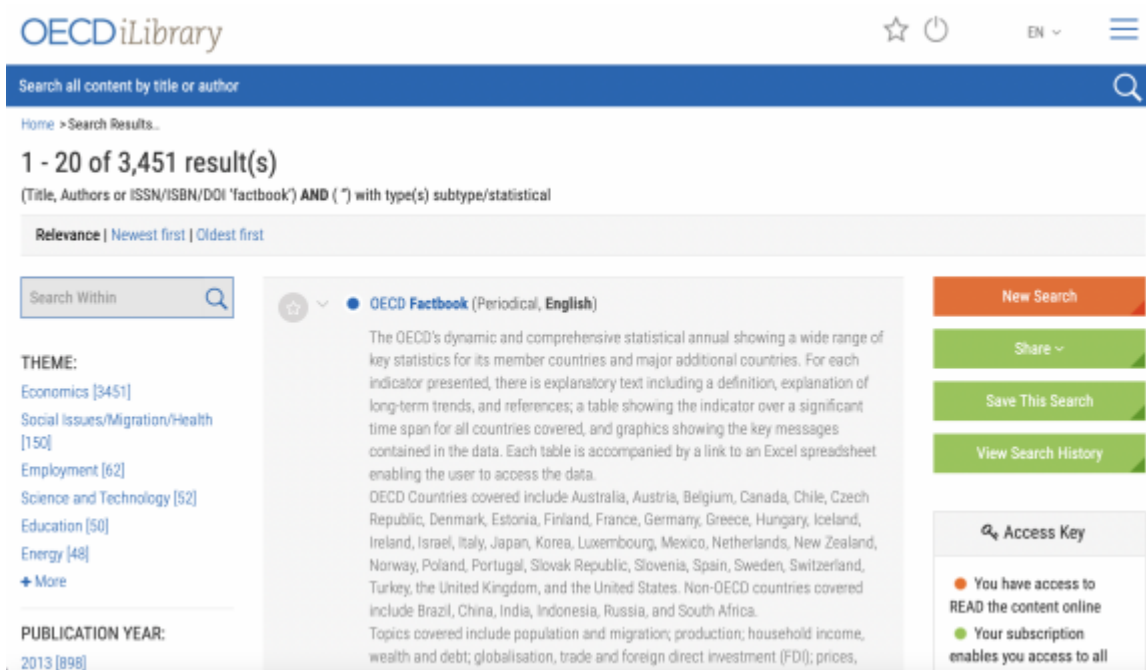 OECD iLibrary
EN
Search all content by title or author
Home > Search Results...
1 - 20 of 3,451 result(s)
(Title, Authors or ISSN/ISBN/DOI 'factbook') AND ( '') with type(s) subtype/statistical
Relevance | Newest first | Oldest first
Search Within
THEME:
Economics [3451]
Social Issues/Migration/Health
[150]
Employment [62]
Science and Technology [52]
Education [50]
Energy [48]
+ More
PUBLICATION YEAR:
2013 [898]
OECD Factbook (Periodical, English)
The OECD's dynamic and comprehensive statistical annual showing a wide range of
key statistics for its member countries and major additional countries. For each
indicator presented, there is explanatory text including a definition, explanation of
long-term trends, and references; a table showing the indicator over a significant
time span for all countries covered, and graphics showing the key messages
contained in the data. Each table is accompanied by a link to an Excel spreadsheet
enabling the user to access the data.
OECD Countries covered include Australia, Austria, Belgium, Canada, Chile, Czech
Republic, Denmark, Estonia, Finland, France, Germany, Greece, Hungary, Iceland,
Ireland, Israel, Italy, Japan, Korea, Luxembourg, Mexico, Netherlands, New Zealand,
Norway, Poland, Portugal, Slovak Republic, Slovenia, Spain, Sweden, Switzerland,
Turkey, the United Kingdom, and the United States. Non-OECD countries covered
include Brazil, China, India, Indonesia, Russia, and South Africa.
Topics covered include population and migration; production; household income,
wealth and debt; globalisation, trade and foreign direct investment (FDI); prices,
New Search
Share
Save This Search
View Search History
Access Key
You have access to
READ the content online
Your subscription
enables you access to all